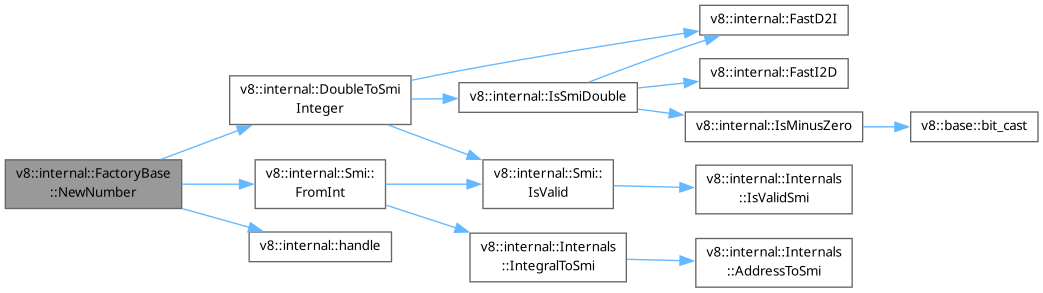 v8::internal::FactoryBase
::NewNumber
v8::internal::DoubleToSmi
Integer
v8::internal::Smi::
FromInt
v8::internal::handle
v8::internal::IsSmiDouble
v8::internal::Smi::
IsValid
v8::internal::Internals
::IntegralToSmi
v8::internal::FastD2I
v8::internal::FastI2D
v8::internal::IsMinusZero
v8::internal::Internals
::IsValidSmi
v8::internal::Internals
::AddressToSmi
v8::base::bit_cast